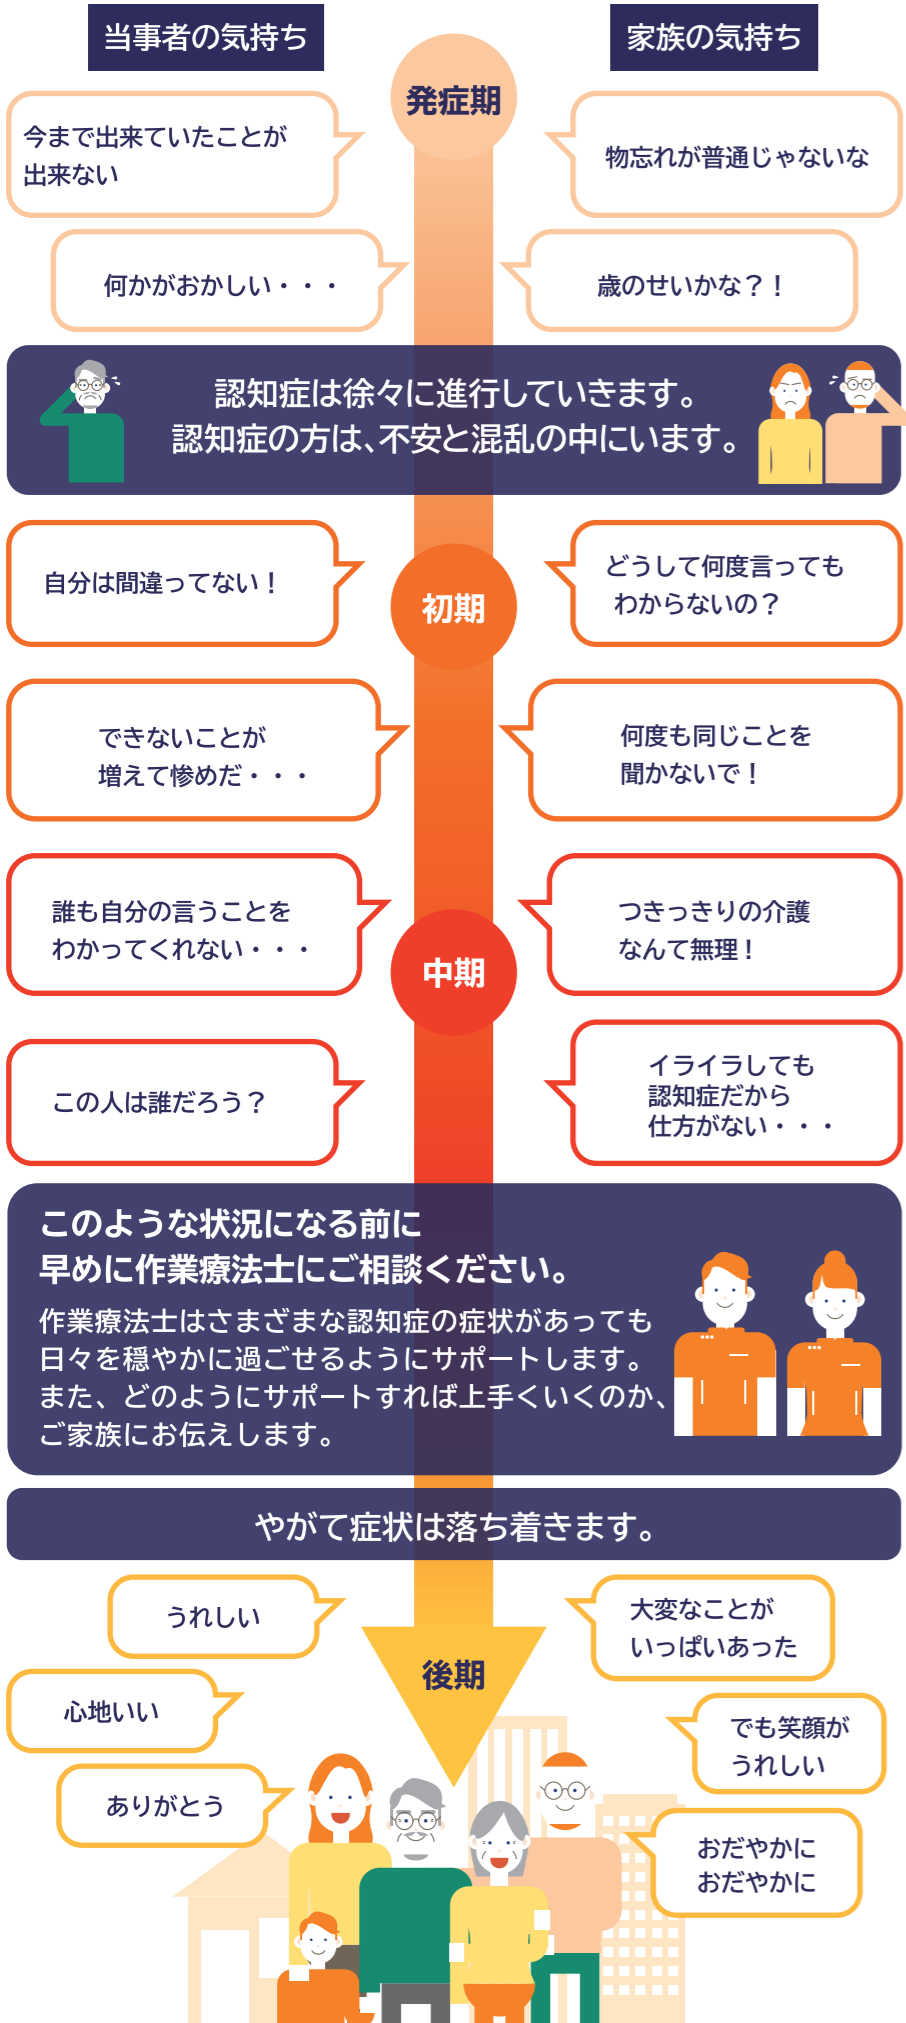 当事者の気持ち
家族の気持ち
発症期
今まで出来ていたことが
出来ない
物忘れが普通じゃないな
何かがおかしい・・・
歳のせいかな？！
認知症は徐々に進行していきます。
認知症の方は、不安と混乱の中にいます。
初期
自分は間違ってない！
どうして何度言っても
わからないの？
できないことが
増えて惨めだ・・・
何度も同じことを
聞かないで！
中期
誰も自分の言うことを
わかってくれない・・・
つきっきりの介護
なんて無理！
この人は誰だろう？
イライラしても
認知症だから
仕方がない・・・
このような状況になる前に
早めに作業療法士にご相談ください。
作業療法士はさまざまな認知症の症状があっても
日々を穏やかに過ごせるようにサポートします。
また、どのようにサポートすれば上手くいくのか、
ご家族にお伝えします。
やがて症状は落ち着きます。
後期
うれしい
大変なことが
いっぱいあった
心地いい
でも笑顔が
うれしい
ありがとう
おだやかに
おだやかに